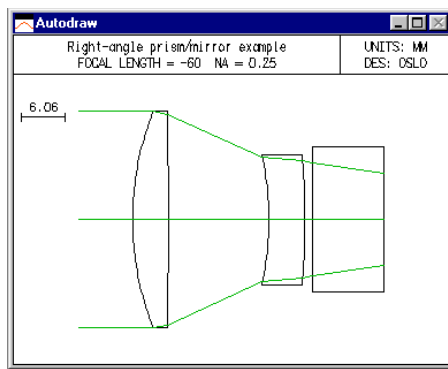 Autodraw
Right-angle prism/mirror example
FOCAL LENGTH = -60 NA = 0.25
UNITS: MM
DES: OSLO
6.06